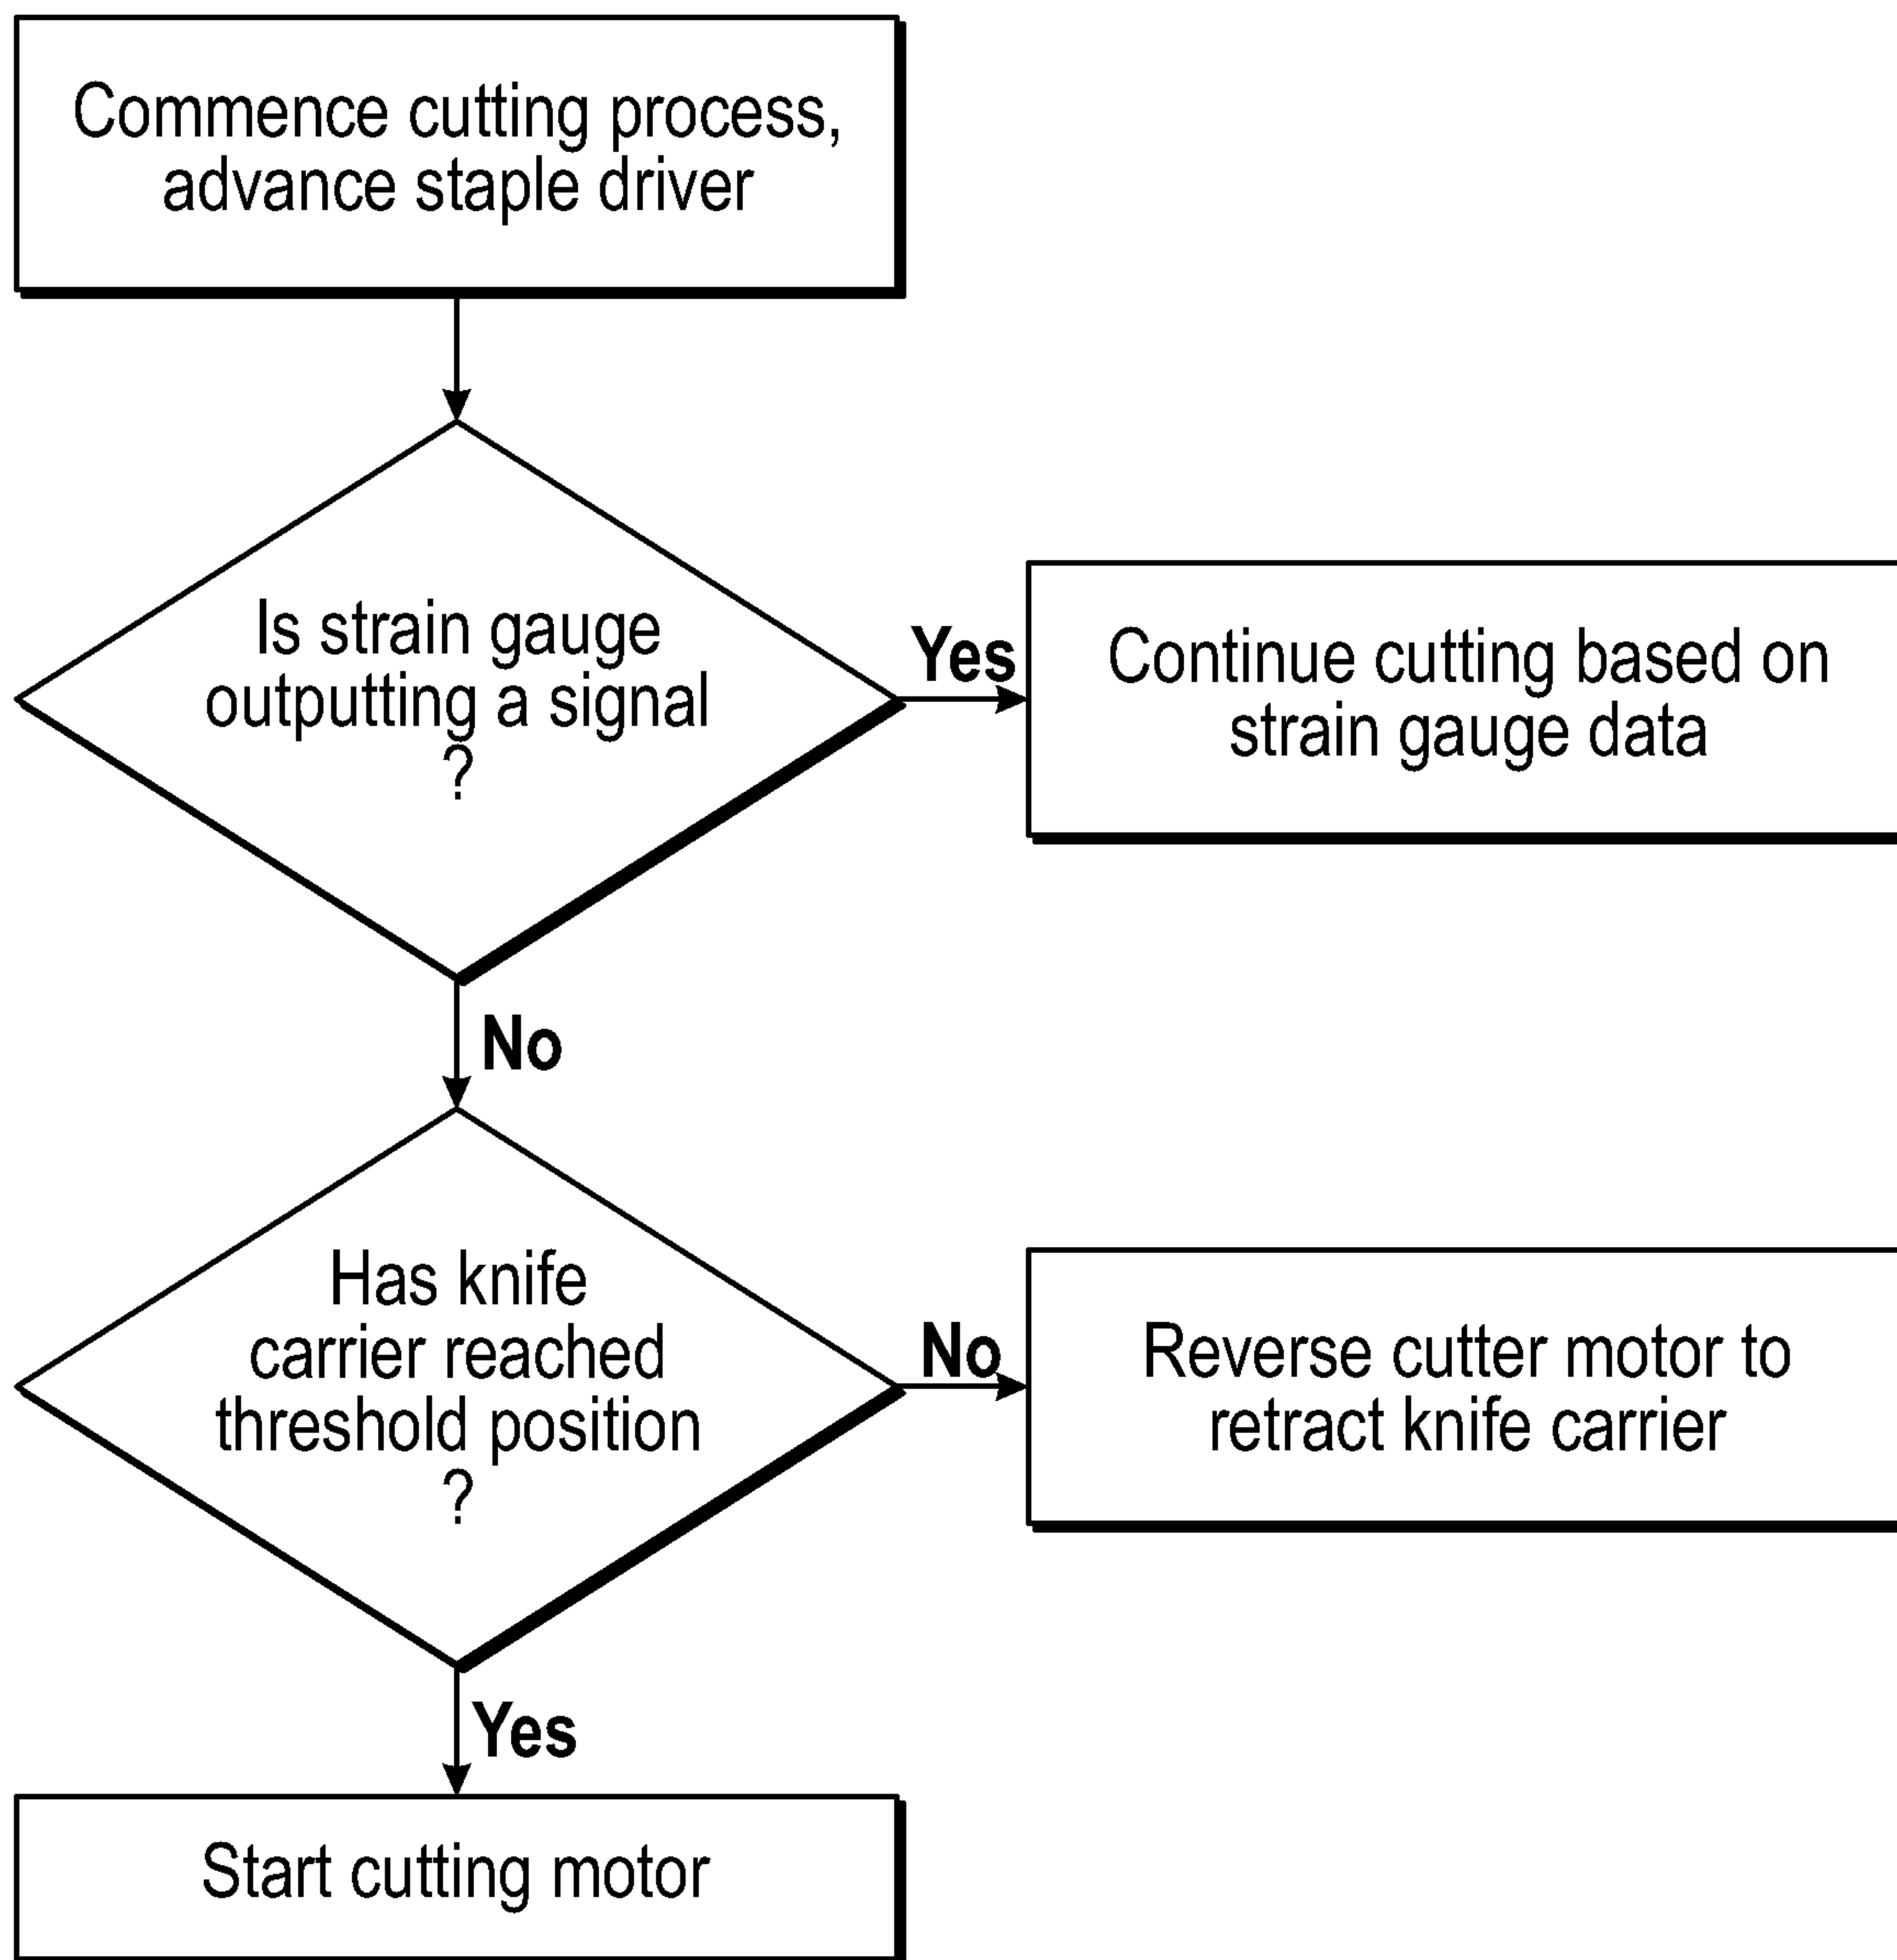 Commence cutting process,
advance staple driver
Is strain gauge
outputting a signal
?
Yes
Continue cutting based on
strain gauge data
No
Has knife
carrier reached
threshold position
?
No
Reverse cutter motor to
retract knife carrier
Yes
Start cutting motor